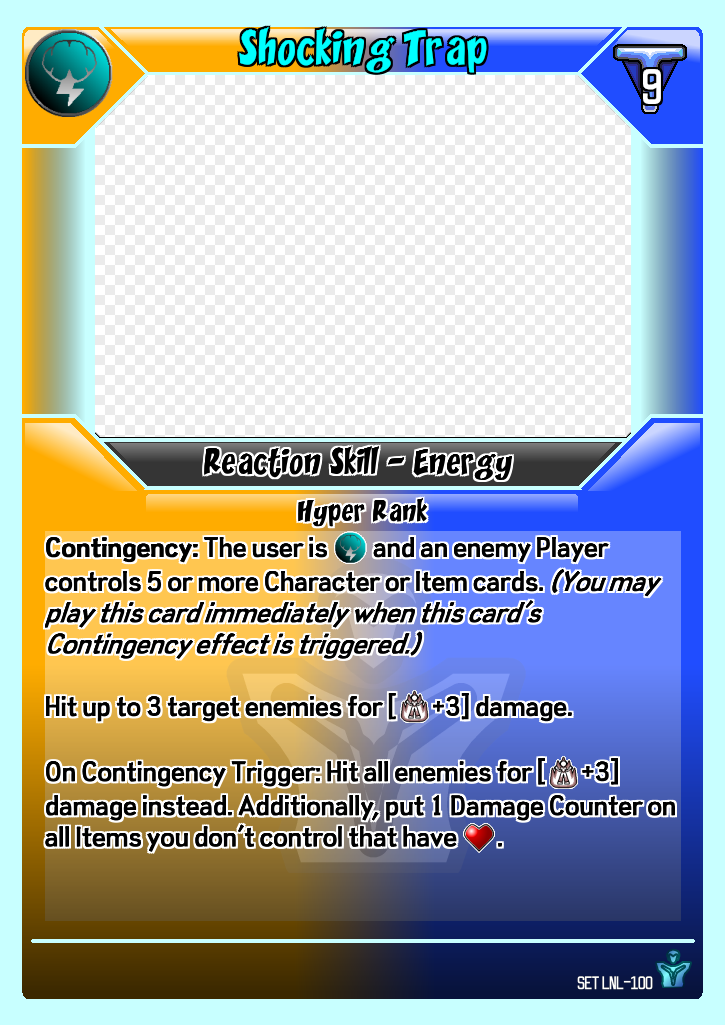 Shocking Trap
9
Reaction Skill - Energy
Hyper Rank
Contingency: The user is and an enemy Player
controls 5 or more Character or Item cards. (You may
play this card immediately when this card's
Contingency effect is triggered.)
Hit up to 3 target enemies for [ +3] damage.
On Contingency Trigger: Hit all enemies for [ +3]
damage instead. Additionally, put 1 Damage Counter on
all Items you don't control that have .
SET LNL-100